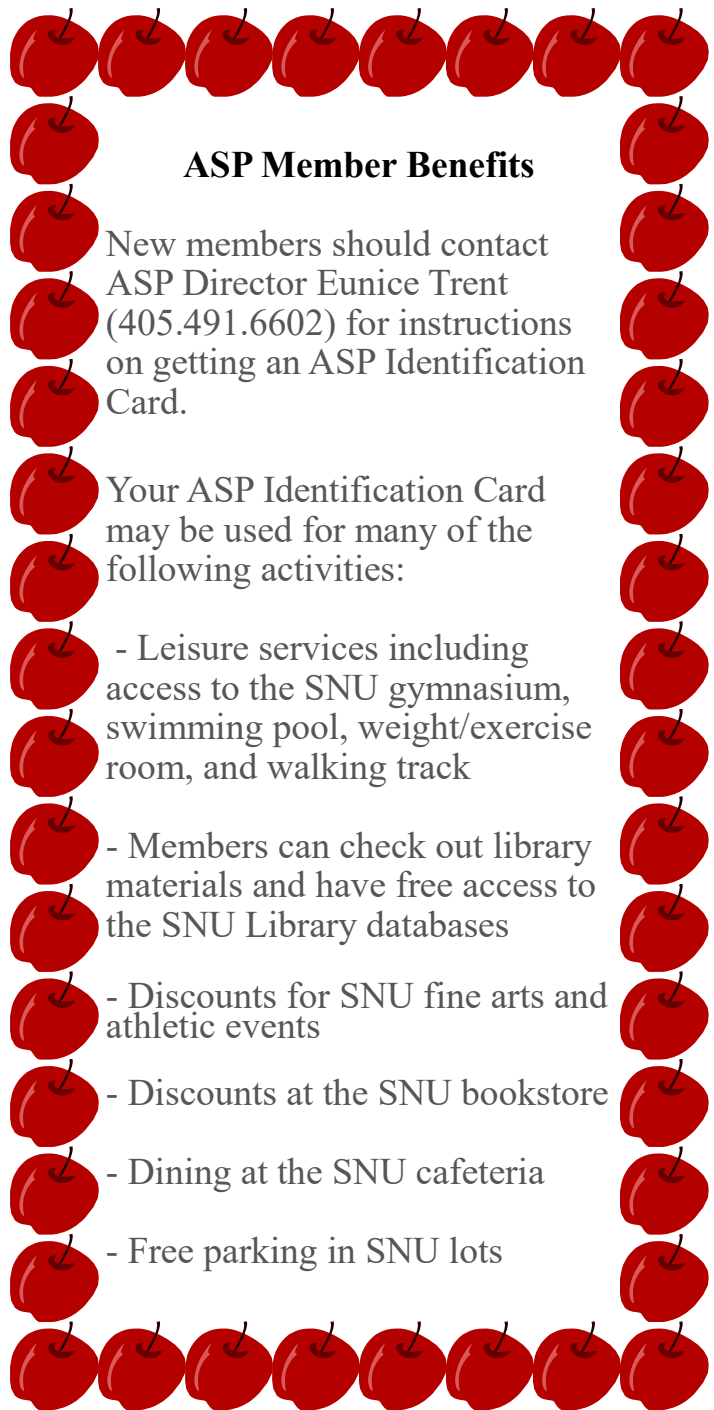 ASP Member Benefits
New members should contact
ASP Director Eunice Trent
(405.491.6602) for instructions
on getting an ASP Identification
Card.
Your ASP Identification Card
may be used for many of the
following activities:
- Leisure services including
access to the SNU gymnasium,
swimming pool, weight/exercise
room, and walking track
- Members can check out library
materials and have free access to
the SNU Library databases
- Discounts for SNU fine arts and
athletic events
- Discounts at the SNU bookstore
- Dining at the SNU cafeteria
- Free parking in SNU lots